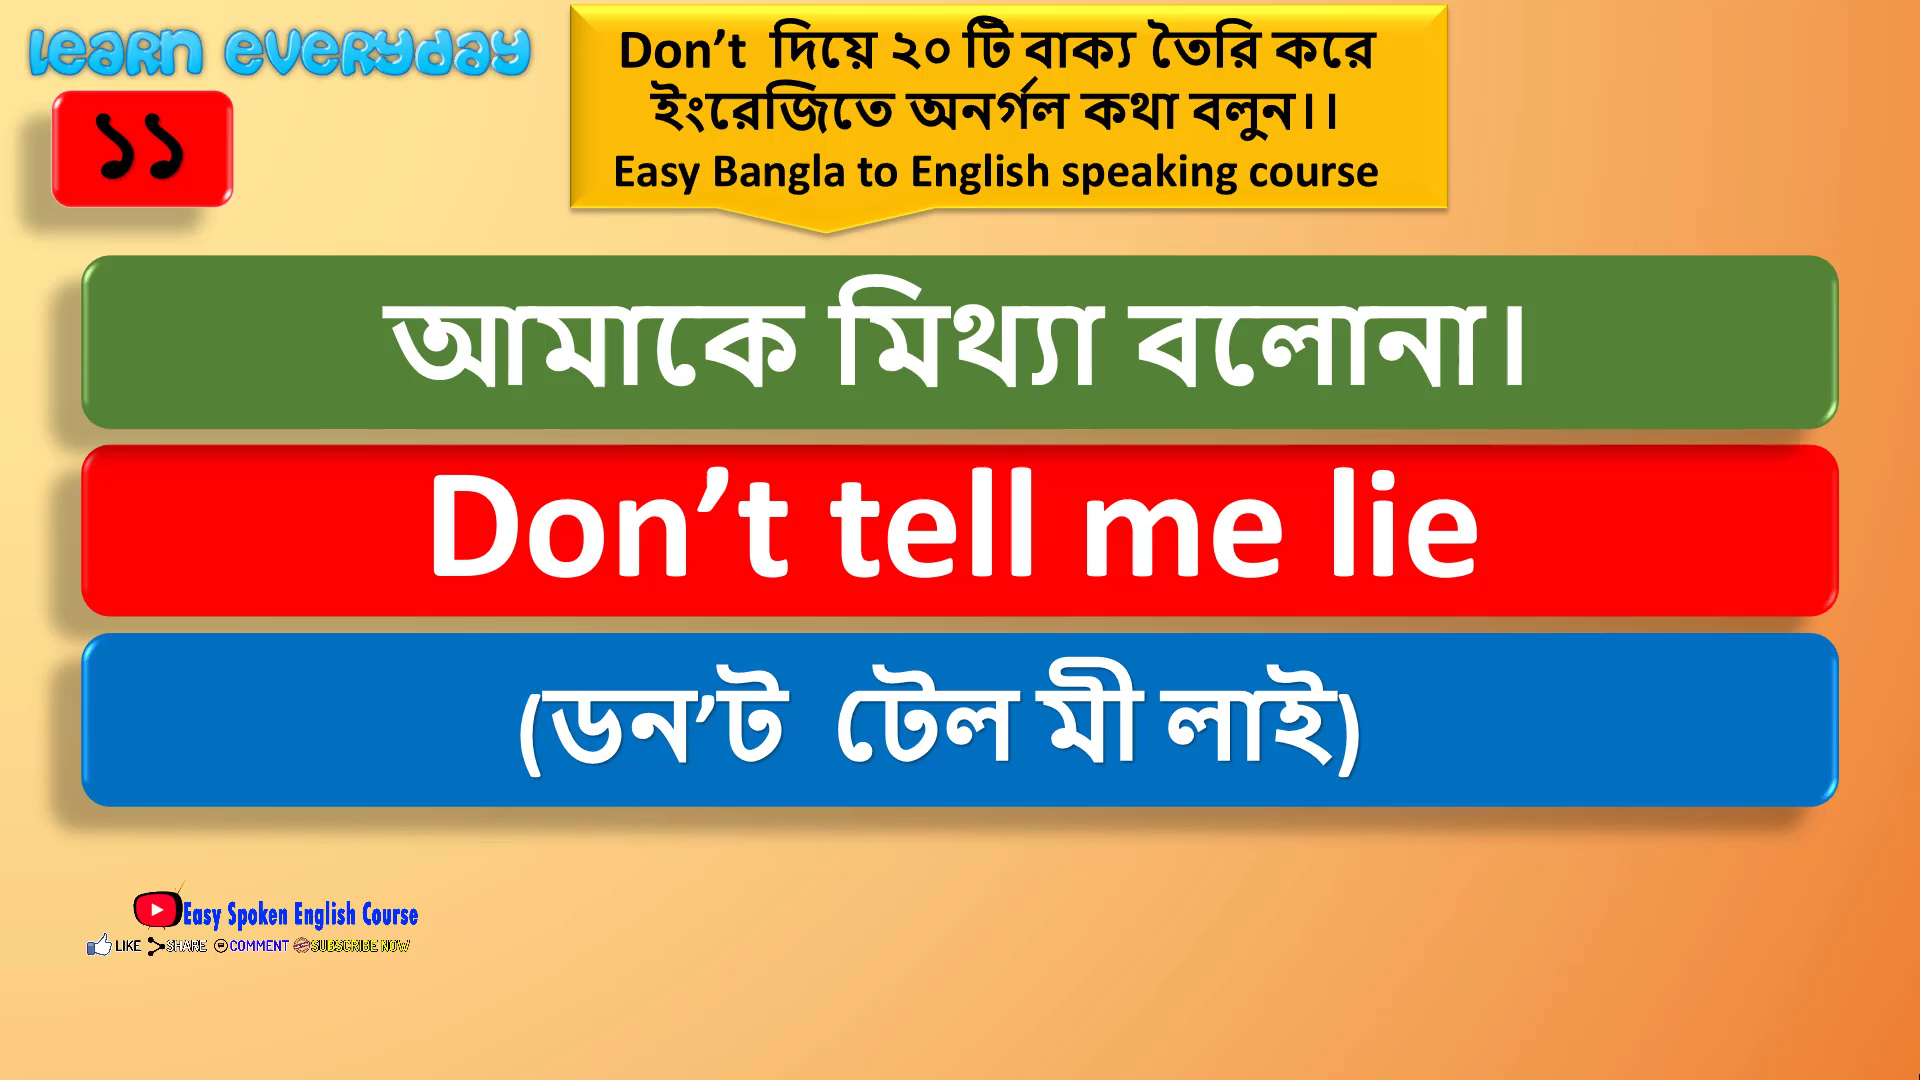 Learn Everyday
১১
Don’t দিয়ে ২০ টি বাক্য তৈরি করে
ইংরেজিতে অনর্গল কথা বলুন।।
Easy Bangla to English speaking course
আমাকে মিথ্যা বলোনা।
Don’t tell me lie
(ডন’ট টেল মী লাই)
Easy Spoken English Course
LIKE SHARE COMMENT SUBSCRIBE NOW